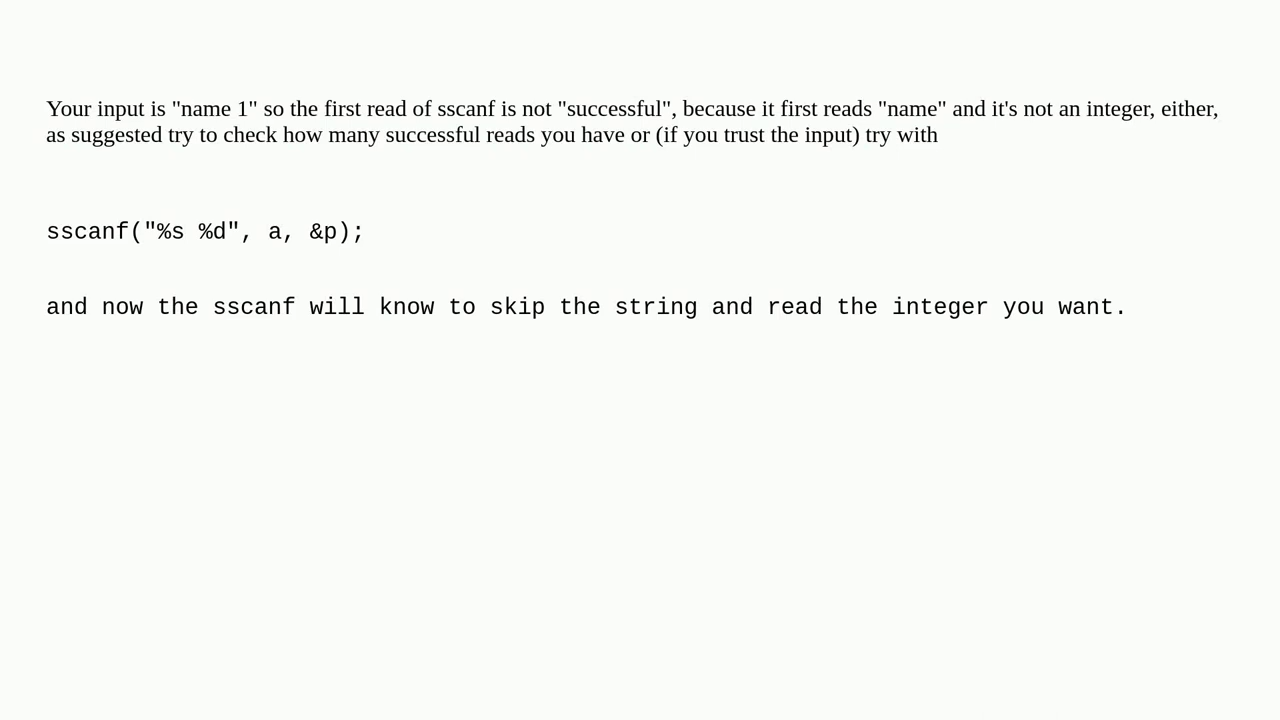 Your input is "name 1" so the first read of sscanf is not "successful", because it first reads "name" and it's not an integer, either,
as suggested try to check how many successful reads you have or (if you trust the input) try with
sscanf("%s %d", a, &p);
and now the sscanf will know to skip the string and read the integer you want.